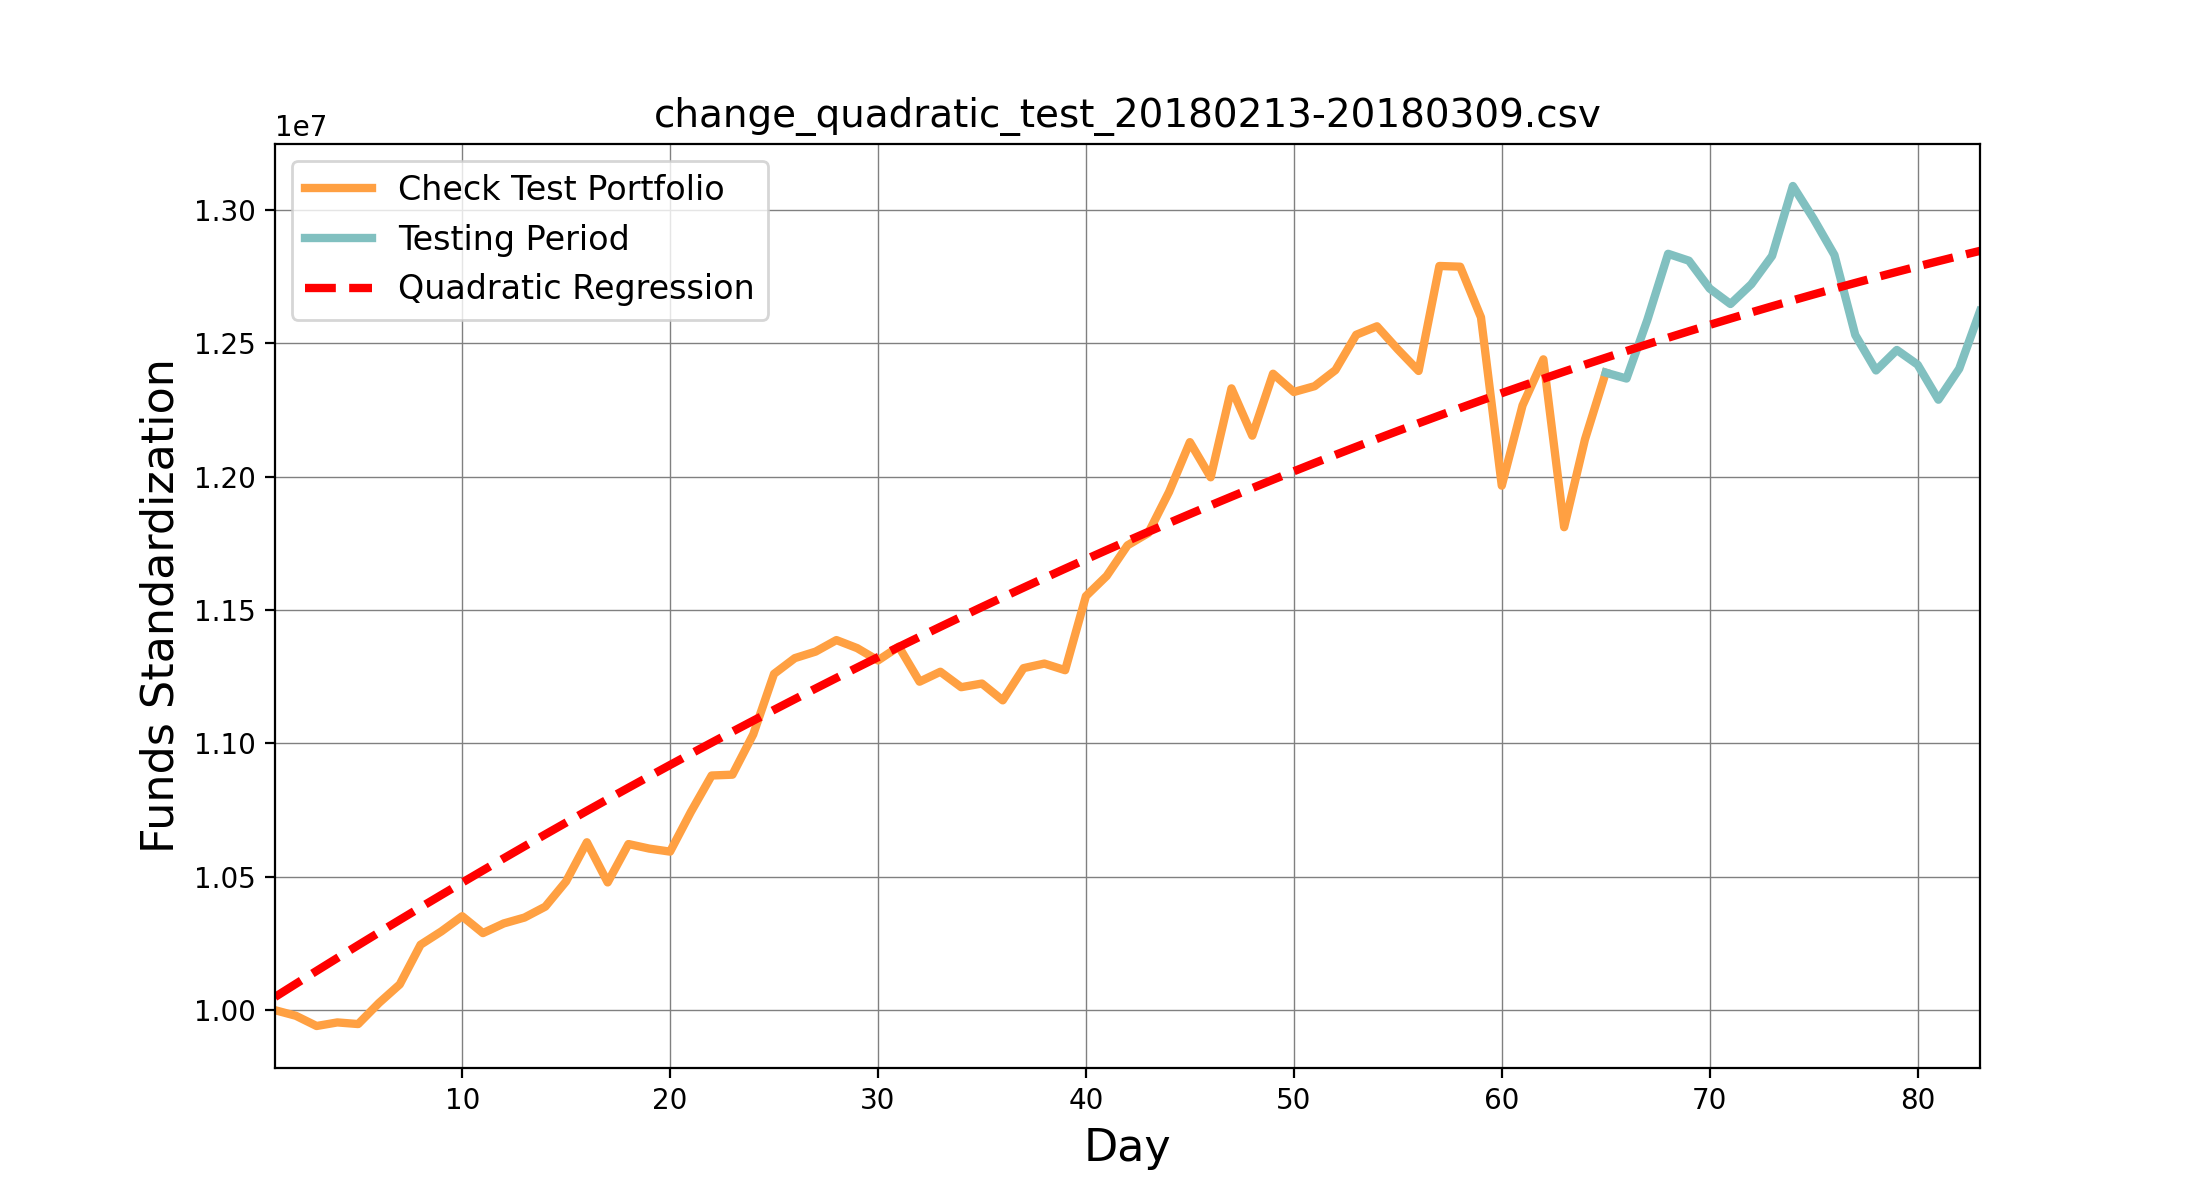 change_quadratic_test_20180213-20180309.csv
1e7
Check Test Portfolio
Testing Period
Quadratic Regression
Funds Standardization
1.30
1.25
1.20
1.15
1.10
1.05
1.00
10 20 30 40 50 60 70 80
Day